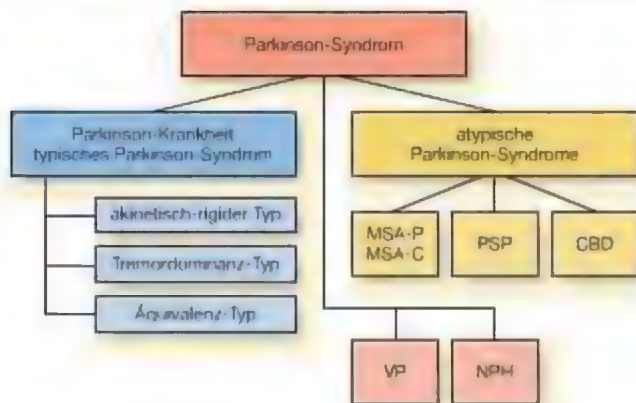 Parkinson-Syndrom
Parkinson-Krankheit
typisches Parkinson-Syndrom
akinetisch-rigider Typ
Tremordominanz-Typ
Äquivalenz-Typ
atypische
Parkinson-Syndrome
MSA-P
MSA-C
PSP
CBD
VP
NPH